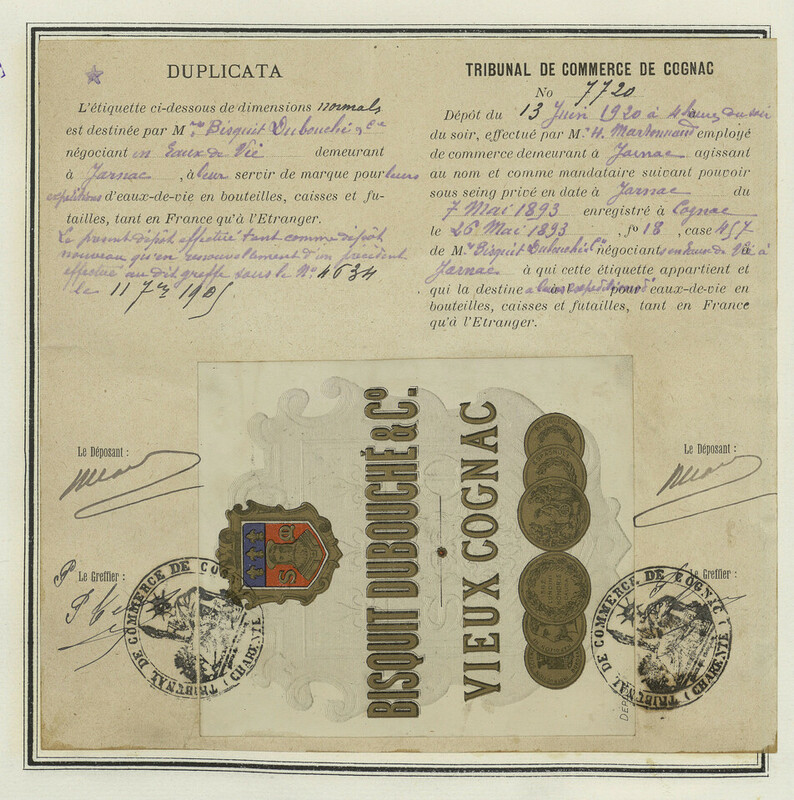 DUPLICATA
L'étiquette ci-dessous de dimensions normales
est destinée par Mrs Bisquit Dubouché & Cie
négociant en Eaux de Vie demeurant
à Jarnac, à leur servir de marque pour leurs
expéditions d'eaux-de-vie en bouteilles, caisses et fu-
tailles, tant en France qu'à l'Etranger.
Le présent dépôt effectué tant comme dépôt
nouveau qu'en renouvellement d'un précédent
effectué au dit greffe sous le No 4634
le 11 7re 1905
TRIBUNAL DE COMMERCE DE COGNAC
No 7720
Dépôt du 13 Juin 1920 à 4 heures du soir
du soir, effectué par M. H. employé
de commerce demeurant à Jarnac agissant
au nom et comme mandataire suivant pouvoir
sous seing privé en date à Jarnac du
7 Mai 1893 enregistré à Cognac
le 26 Mai 1893, fo 18, case 457
de Mrs Bisquit Dubouché & Cie négociants en Eaux de Vie à
Jarnac à qui cette étiquette appartient et
qui la destine à leurs expéditions d'eaux-de-vie en
bouteilles, caisses et futailles, tant en France
qu'à l'Etranger.
Le Déposant :
Le Greffier :
Le Déposant :
Le Greffier :
BISQUIT DUBOUCHÉ & Co.
VIEUX COGNAC
TRIBUNAL DE COMMERCE DE COGNAC (CHARENTE)
TRIBUNAL DE COMMERCE DE COGNAC (CHARENTE)
DEP